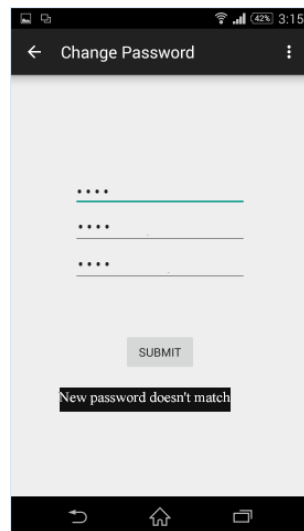 42% 3:15
Change Password
••••
••••
••••
SUBMIT
New password doesn't match